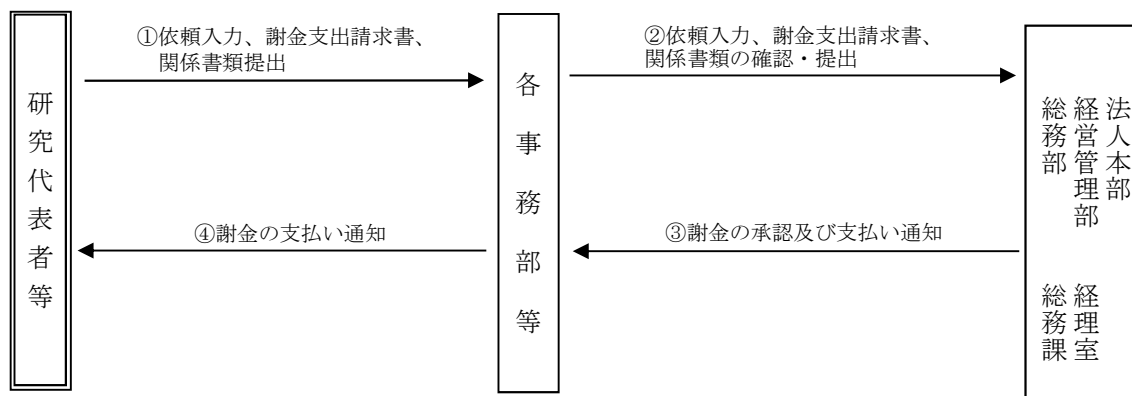 ①依頼入力、謝金支出請求書、
関係書類提出
②依頼入力、謝金支出請求書、
関係書類の確認・提出
研究代表者等
各事務部等
法人本部
経営管理部 経理室
総務部 総務課
④謝金の支払い通知
③謝金の承認及び支払い通知